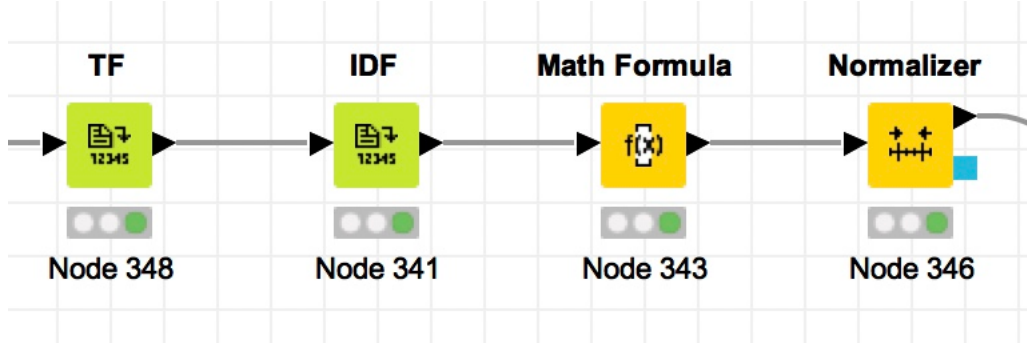 TF IDF Math Formula Normalizer
12345 12345 f(x)
Node 348 Node 341 Node 343 Node 346